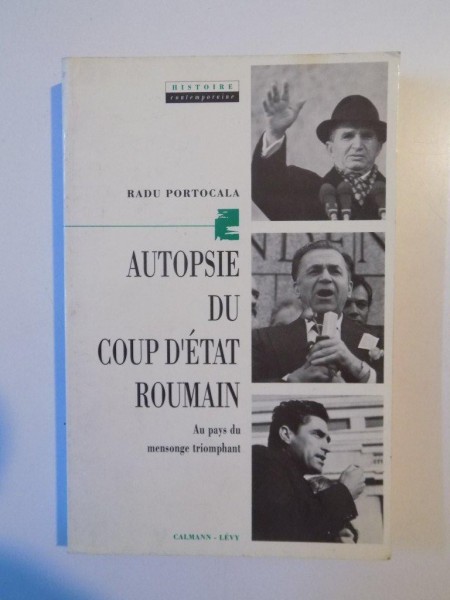 HISTOIRE
contemporaine
RADU PORTOCALA
AUTOPSIE
DU
COUP D'ÉTAT
ROUMAIN
Au pays du
mensonge triomphant
CALMANN - LÉVY